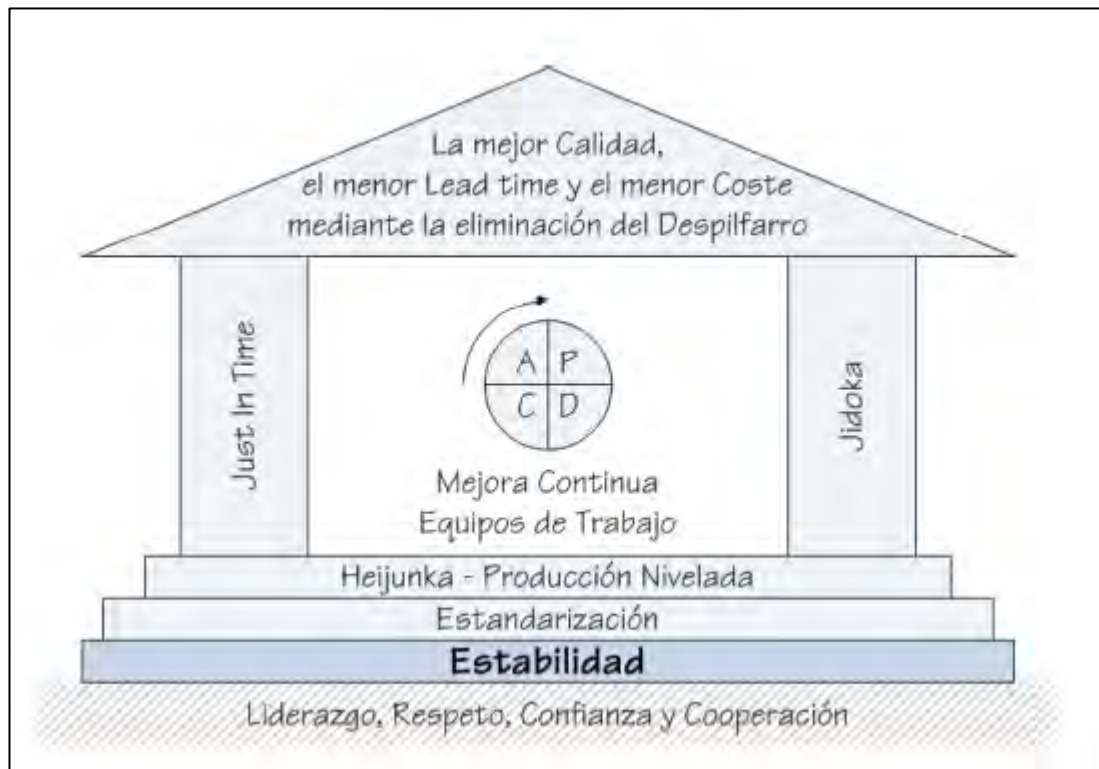 La mejor Calidad,
el menor Lead time y el menor Coste
mediante la eliminación del Despilfarro
Just In Time
A P
C D
Mejora Continua
Equipos de Trabajo
Jidoka
Heijunka - Producción Nivelada
Estandarización
Estabilidad
Liderazgo, Respeto, Confianza y Cooperación